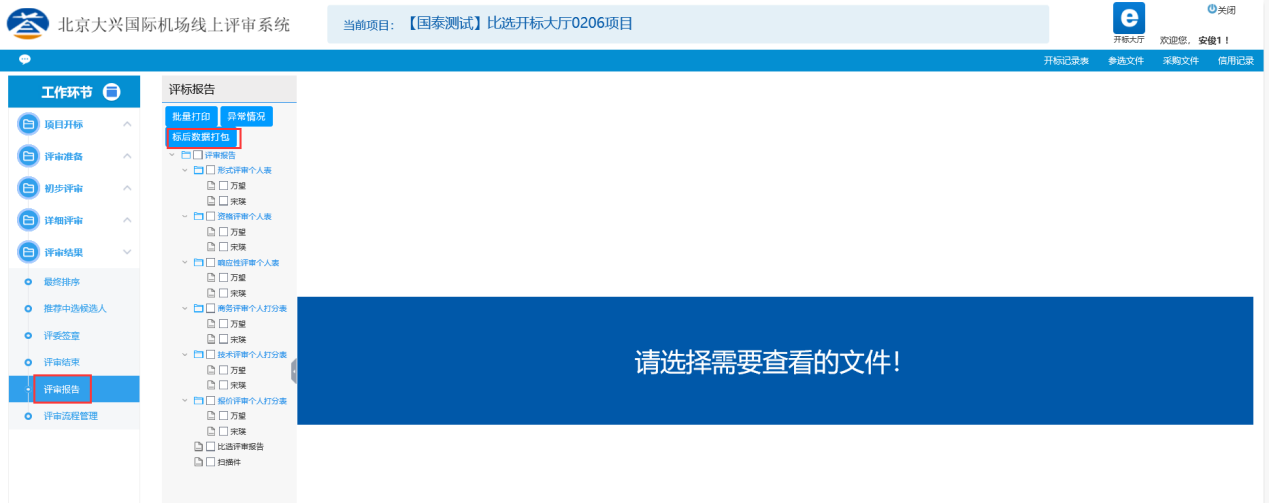 北京大兴国际机场线上评审系统
当前项目：【国泰测试】比选开标大厅0206项目
开标大厅
欢迎您，安俊1！
关闭
开标记录表 参选文件 采购文件 信用记录
工作环节
项目开标
评审准备
初步评审
详细评审
评审结果
最终排序
推荐中选候选人
评委签章
评审结束
评审报告
评审流程管理
评标报告
批量打印 异常情况
标后数据打包
评审报告
形式评审个人表
万望
宋瑛
资格评审个人表
万望
宋瑛
响应性评审个人表
万望
宋瑛
商务评审个人打分表
万望
宋瑛
技术评审个人打分表
万望
宋瑛
报价评审个人打分表
万望
宋瑛
比选评审报告
扫描件
请选择需要查看的文件！